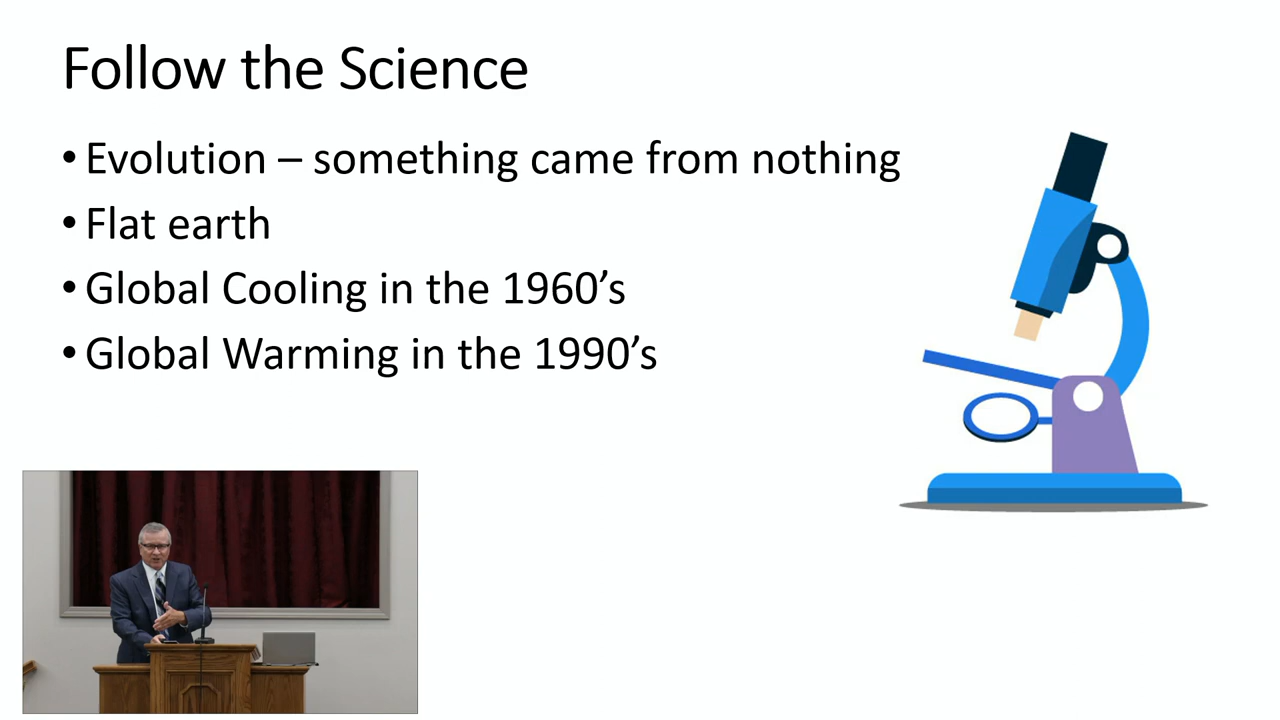 Follow the Science
• Evolution – something came from nothing
• Flat earth
• Global Cooling in the 1960’s
• Global Warming in the 1990’s